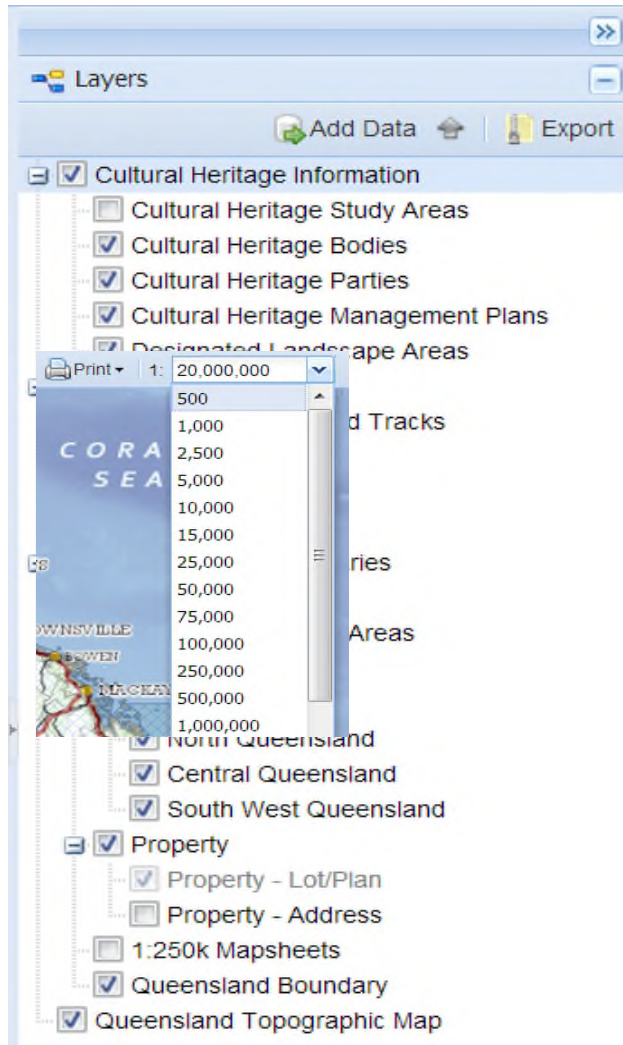 Layers
Add Data Export
Cultural Heritage Information
Cultural Heritage Study Areas
Cultural Heritage Bodies
Cultural Heritage Parties
Cultural Heritage Management Plans
Designated Landscape Areas
Print 1: 20,000,000
500
1,000
2,500
5,000
10,000
15,000
25,000
50,000
75,000
100,000
250,000
500,000
1,000,000
CORA
SEA
OWNSVILLE
BOWEN
MACKAY
d Tracks
ries
Areas
North Queensland
Central Queensland
South West Queensland
Property
Property - Lot/Plan
Property - Address
1:250k Mapsheets
Queensland Boundary
Queensland Topographic Map